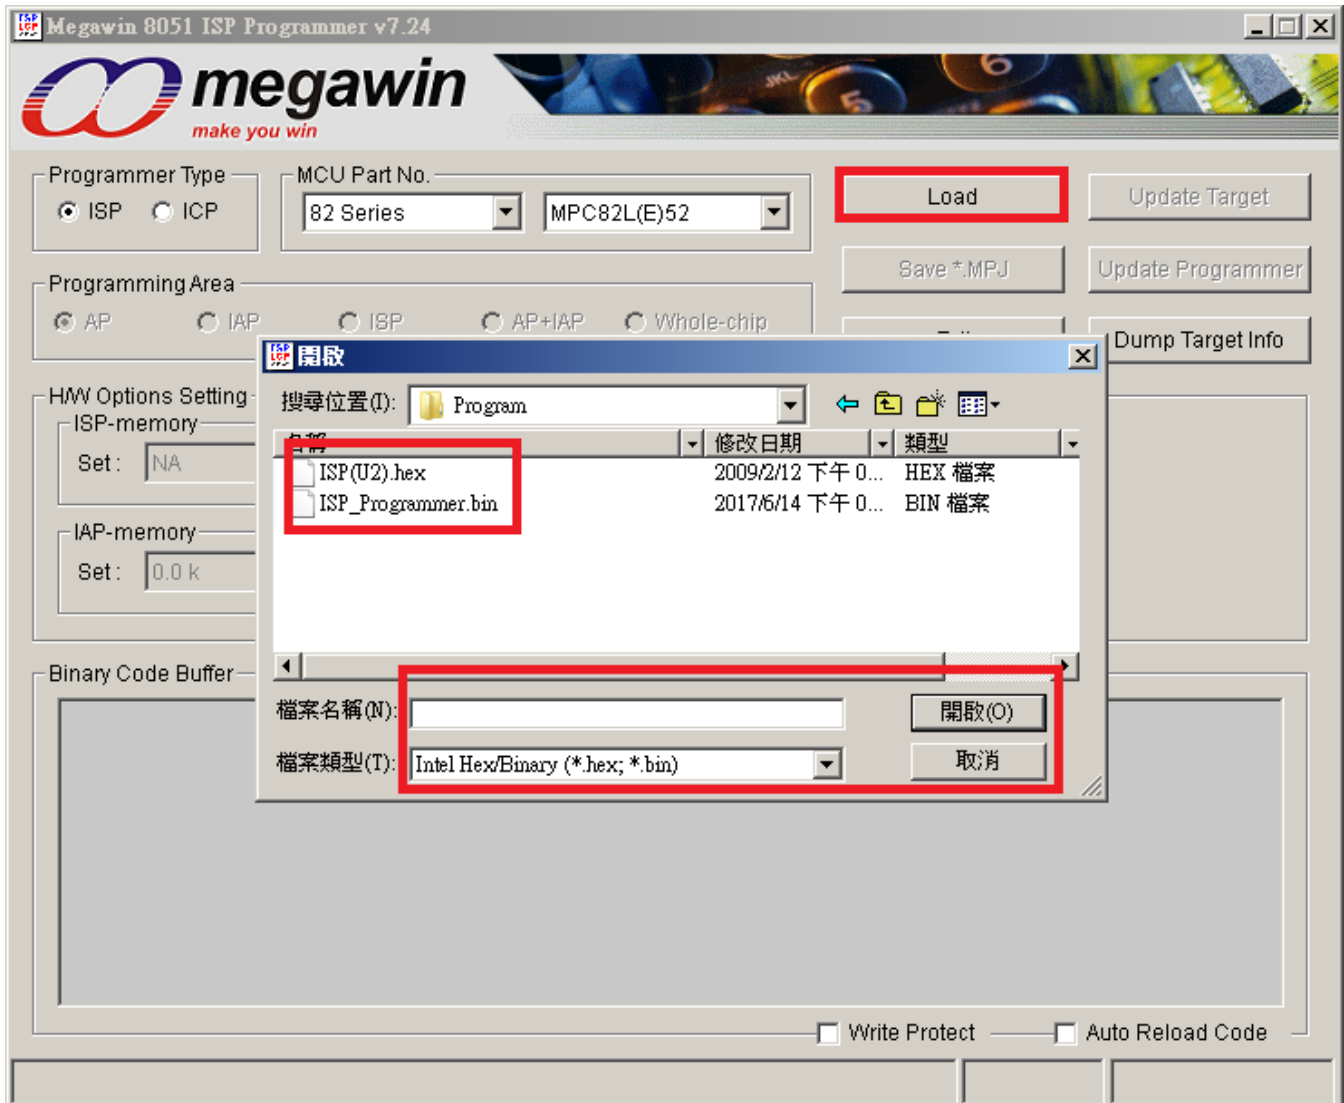 Megawin 8051 ISP Programmer v7.24
megawin
make you win
Programmer Type
ISP ICP
MCU Part No.
82 Series MPC82L(E)52
Load
Update Target
Save *.MPJ
Update Programmer
Dump Target Info
Programming Area
AP IAP ISP AP+IAP Whole-chip
開啟
搜尋位置(I): Program
名稱 修改日期 類型
ISP(U2).hex 2009/2/12 下午 0... HEX 檔案
ISP_Programmer.bin 2017/6/14 下午 0... BIN 檔案
檔案名稱(N): 開啟(O)
檔案類型(T): Intel Hex/Binary (*.hex; *.bin) 取消
H/W Options Setting
ISP-memory
Set : NA
IAP-memory
Set : 0.0 k
Binary Code Buffer
Write Protect Auto Reload Code